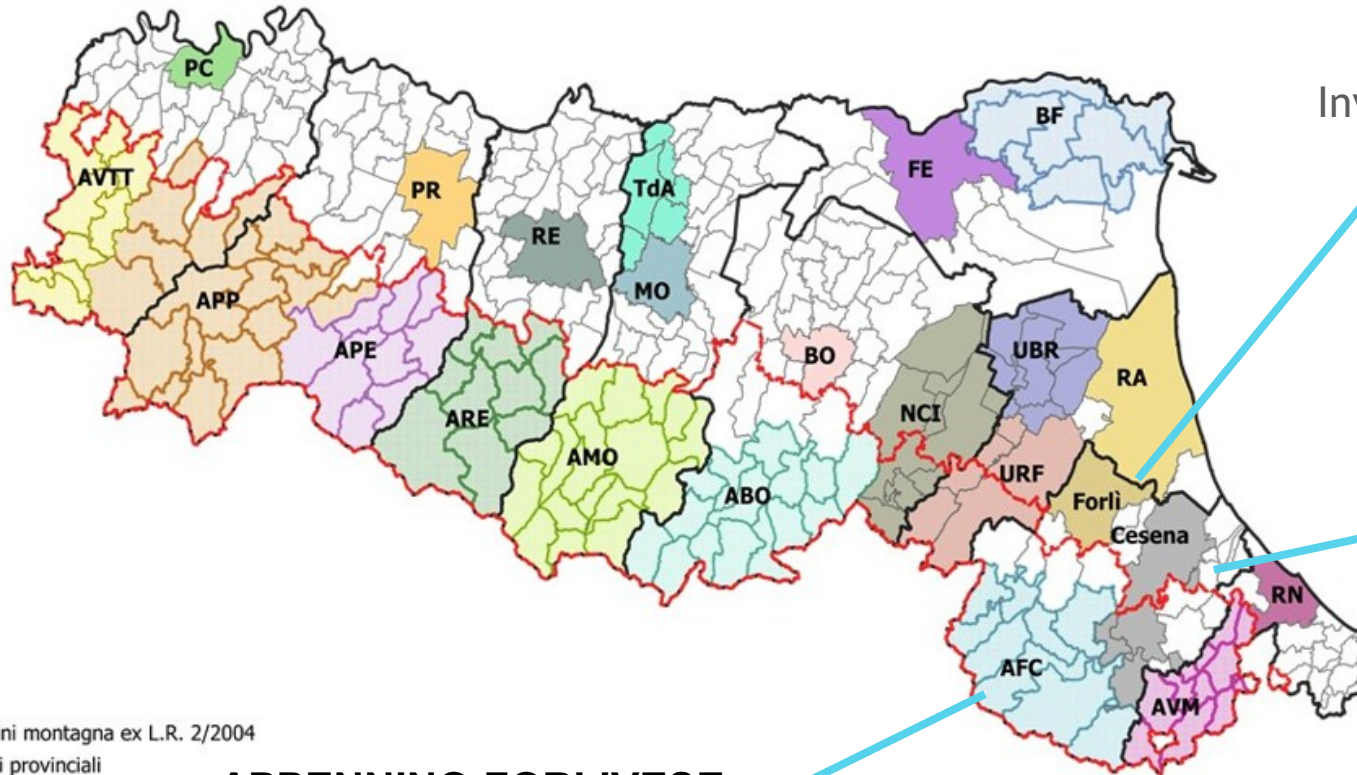 PC
BF
Inv
FE
AVTT
PR
TdA
RE
MO
APP
APE
BO
UBR
RA
ARE
NCI
AMO
URF
ABO
Forlì
Cesena
RN
AFC
AVM
ni montagna ex L.R. 2/2004
i provinciali